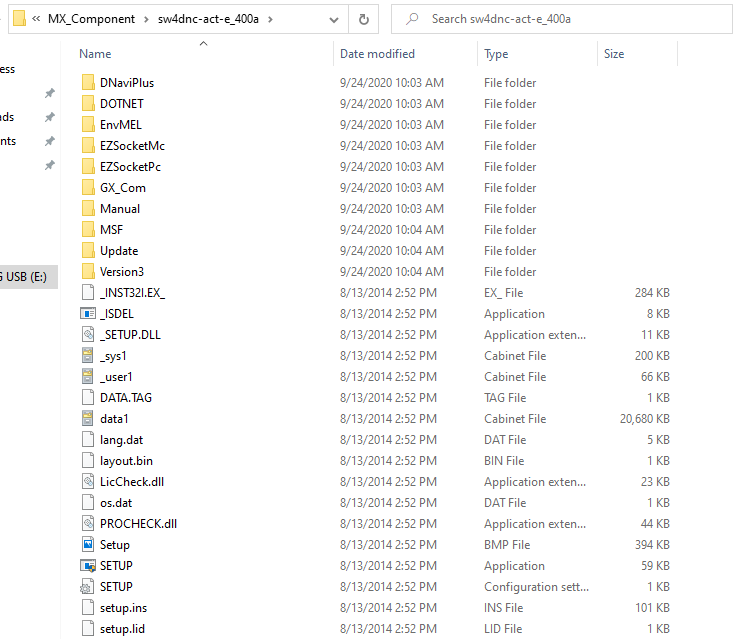 « MX_Component › sw4dnc-act-e_400a › Search sw4dnc-act-e_400a
Name Date modified Type Size
ess
nds
nts
G USB (E:)
DNaviPlus 9/24/2020 10:03 AM File folder
DOTNET 9/24/2020 10:03 AM File folder
EnvMEL 9/24/2020 10:03 AM File folder
EZSocketMc 9/24/2020 10:03 AM File folder
EZSocketPc 9/24/2020 10:03 AM File folder
GX_Com 9/24/2020 10:03 AM File folder
Manual 9/24/2020 10:03 AM File folder
MSF 9/24/2020 10:04 AM File folder
Update 9/24/2020 10:04 AM File folder
Version3 9/24/2020 10:04 AM File folder
_INST32I.EX_ 8/13/2014 2:52 PM EX_ File 284 KB
_ISDEL 8/13/2014 2:52 PM Application 8 KB
_SETUP.DLL 8/13/2014 2:52 PM Application exten... 11 KB
_sys1 8/13/2014 2:52 PM Cabinet File 200 KB
_user1 8/13/2014 2:52 PM Cabinet File 66 KB
DATA.TAG 8/13/2014 2:52 PM TAG File 1 KB
data1 8/13/2014 2:52 PM Cabinet File 20,680 KB
lang.dat 8/13/2014 2:52 PM DAT File 5 KB
layout.bin 8/13/2014 2:52 PM BIN File 1 KB
LicCheck.dll 8/13/2014 2:52 PM Application exten... 23 KB
os.dat 8/13/2014 2:52 PM DAT File 1 KB
PROCHECK.dll 8/13/2014 2:52 PM Application exten... 44 KB
Setup 8/13/2014 2:52 PM BMP File 394 KB
SETUP 8/13/2014 2:52 PM Application 59 KB
SETUP 8/13/2014 2:52 PM Configuration sett... 1 KB
setup.ins 8/13/2014 2:52 PM INS File 101 KB
setup.lid 8/13/2014 2:52 PM LID File 1 KB